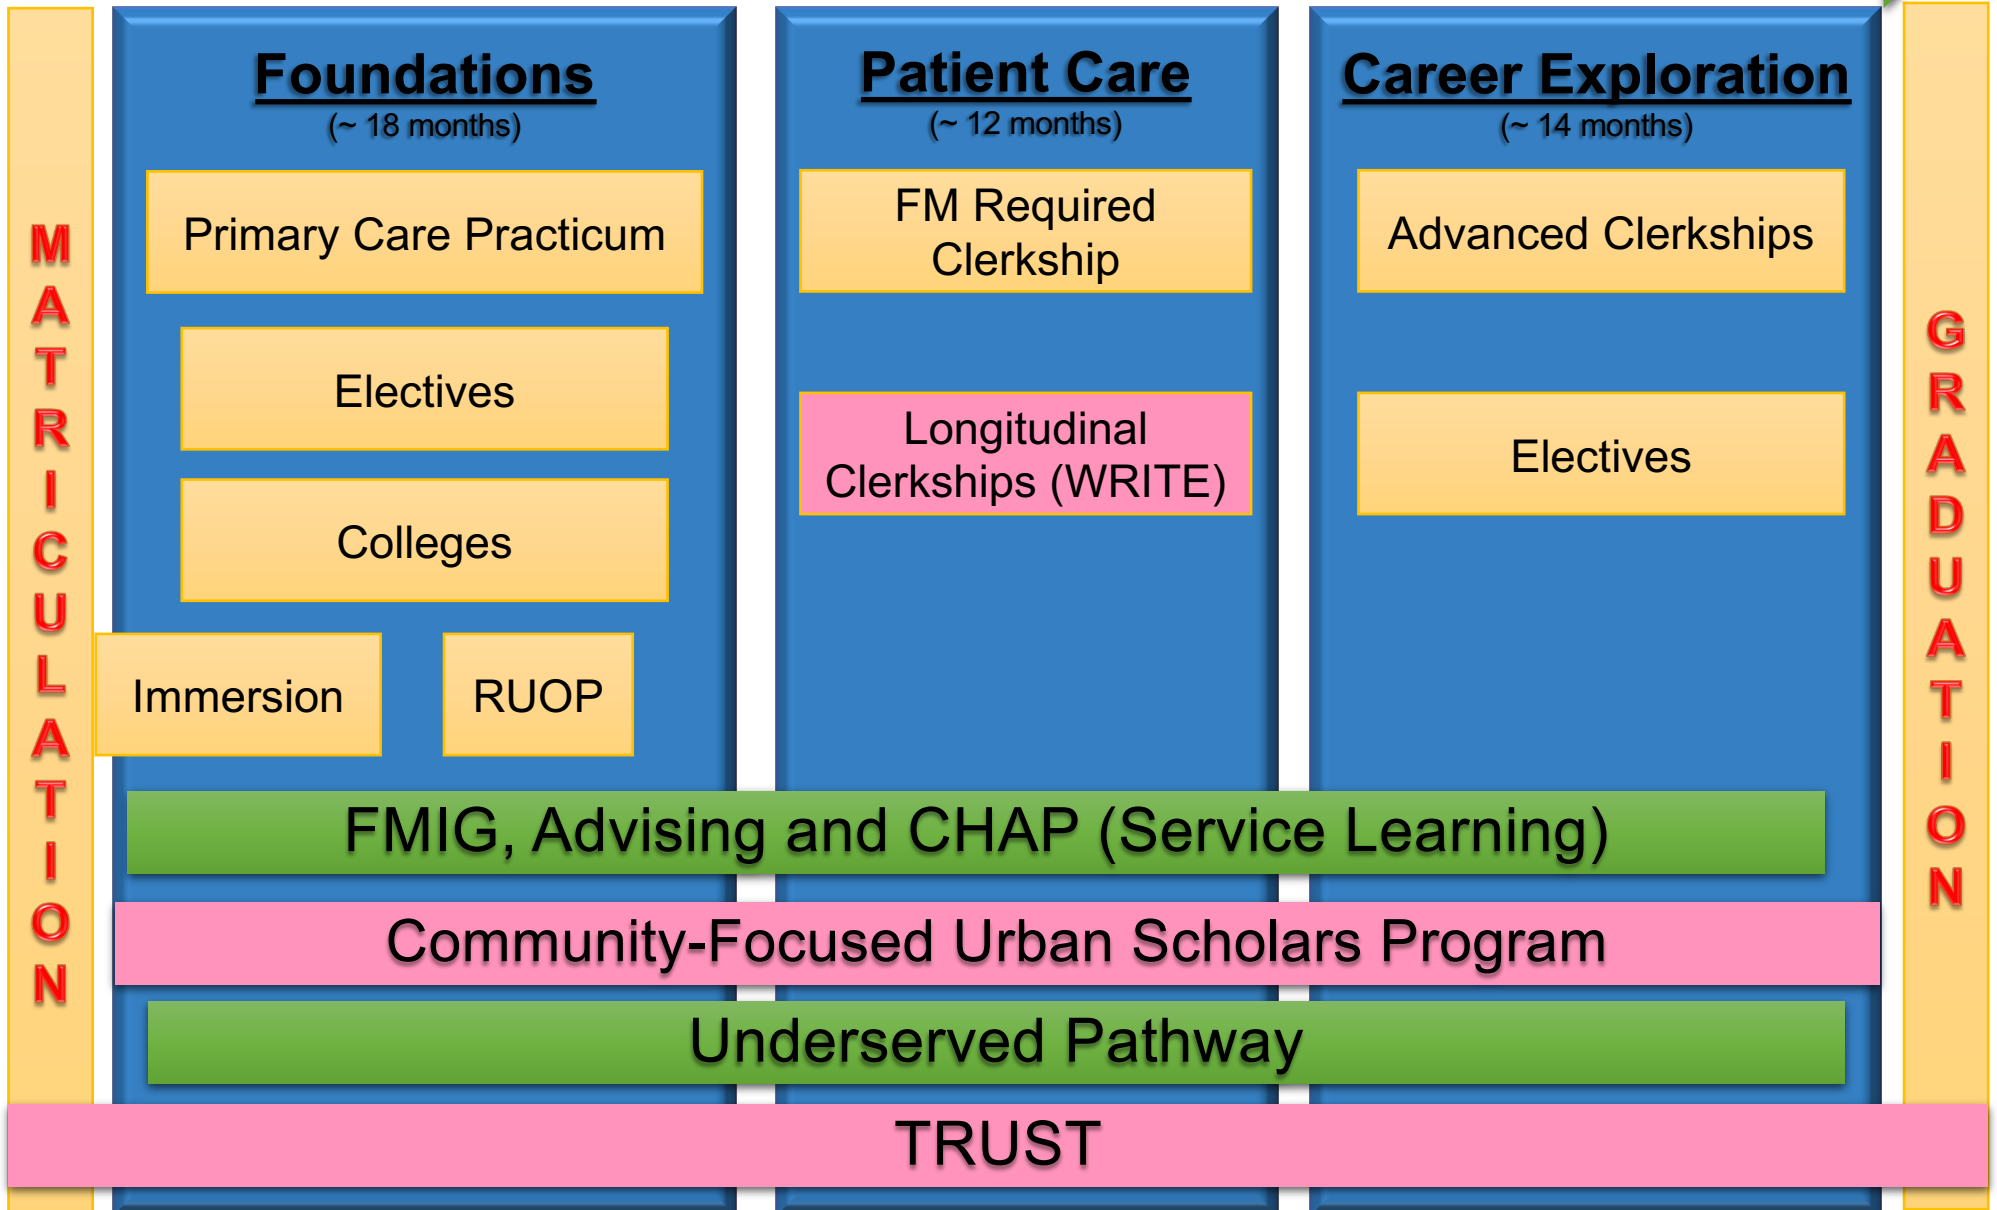 MATRICULATION
Foundations
(~ 18 months)
Primary Care Practicum
Electives
Colleges
Immersion
RUOP
Patient Care
(~ 12 months)
FM Required
Clerkship
Longitudinal
Clerkships (WRITE)
Career Exploration
(~ 14 months)
Advanced Clerkships
Electives
GRADUATION
FMIG, Advising and CHAP (Service Learning)
Community-Focused Urban Scholars Program
Underserved Pathway
TRUST